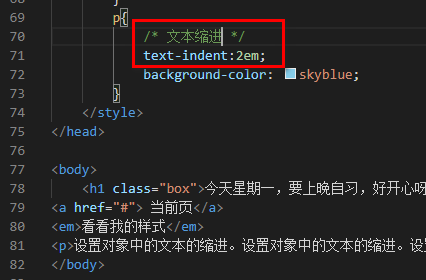 69 p{
70 /* 文本缩进 */
71 text-indent:2em;
72 background-color: skyblue;
73 }
74 </style>
75 </head>
76
77 <body>
78 <h1 class="box">今天星期一，要上晚自习，好开心呀
79 <a href="#"> 当前页</a>
80 <em>看看我的样式</em>
81 <p>设置对象中的文本的缩进。设置对象中的文本的缩进。设
82 </body>